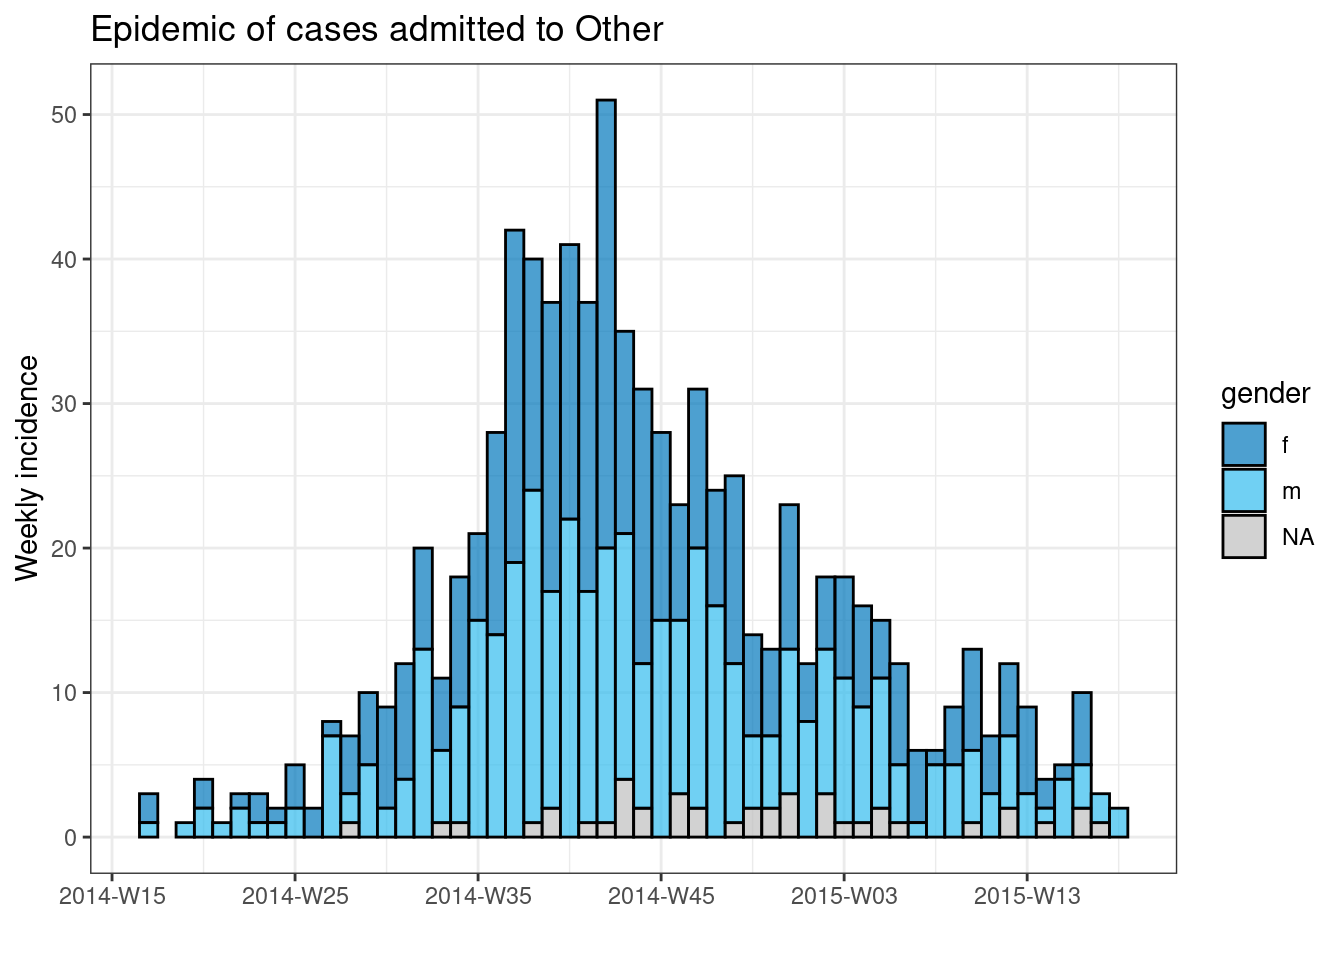 Epidemic of cases admitted to Other
Weekly incidence
50
40
30
20
10
0
2014-W15 2014-W25 2014-W35 2014-W45 2015-W03 2015-W13
gender
f
m
NA